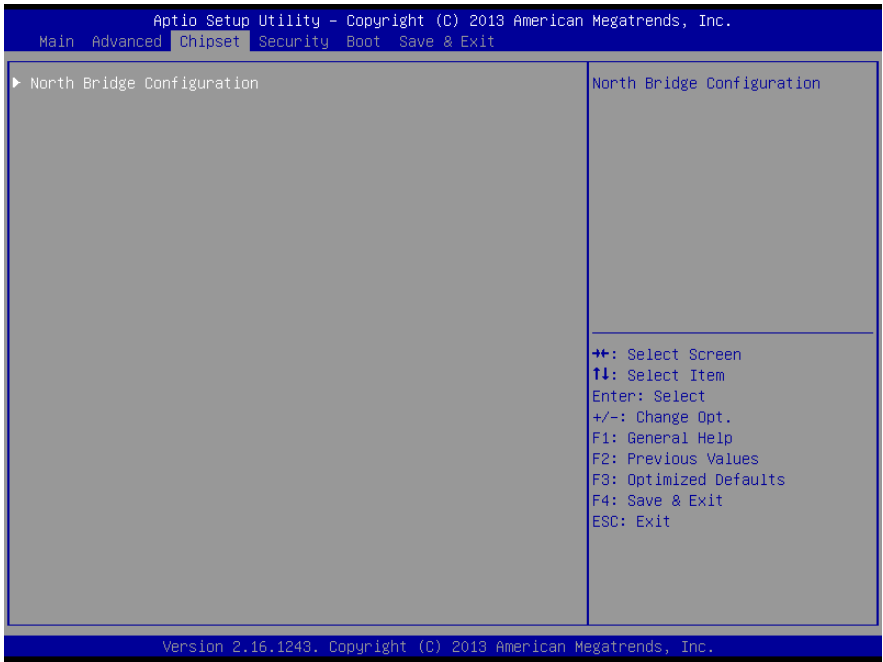 Aptio Setup Utility – Copyright (C) 2013 American Megatrends, Inc.
Main Advanced Chipset Security Boot Save & Exit
▶ North Bridge Configuration
North Bridge Configuration
→←: Select Screen
↑↓: Select Item
Enter: Select
+/-: Change Opt.
F1: General Help
F2: Previous Values
F3: Optimized Defaults
F4: Save & Exit
ESC: Exit
Version 2.16.1243. Copyright (C) 2013 American Megatrends, Inc.